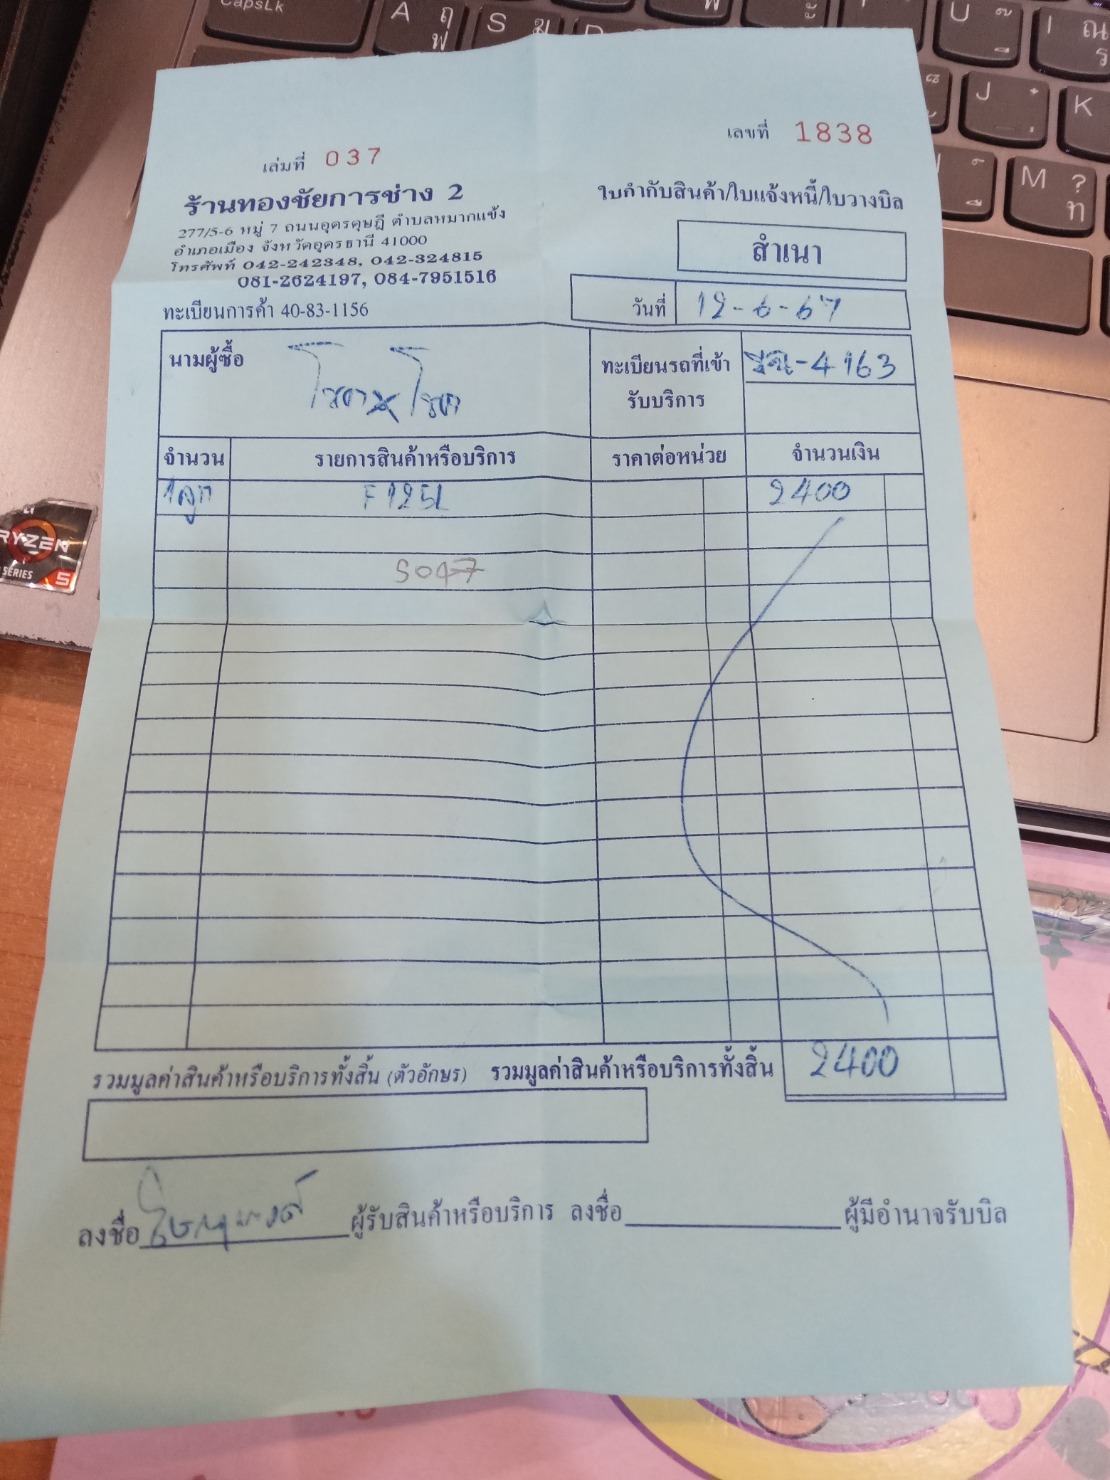 CapsLk
A ฤ ฟ
S ฆ
U ๊ ี
I ณ ร
J
K
M ? ท
เล่มที่ 037
เลขที่ 1838
ร้านทองชัยการช่าง 2
277/5-6 หมู่ 7 ถนนอุดรดุษฎี ตำบลหมากแข้ง
อำเภอเมือง จังหวัดอุดรธานี 41000
โทรศัพท์ 042-242348, 042-324815
081-2624197, 084-7951516
ทะเบียนการค้า 40-83-1156
ใบกำกับสินค้า/ใบแจ้งหนี้/ใบวางบิล
สำเนา
วันที่ 12-6-67
นามผู้ซื้อ
ทะเบียนรถที่เข้า
รับบริการ
-4163
จำนวน รายการสินค้าหรือบริการ ราคาต่อหน่วย จำนวนเงิน
1 ลูก F125L 2400
5047
RYZEN
SERIES 5
รวมมูลค่าสินค้าหรือบริการทั้งสิ้น (ตัวอักษร) รวมมูลค่าสินค้าหรือบริการทั้งสิ้น 2400
ลงชื่อ ผู้รับสินค้าหรือบริการ ลงชื่อ ผู้มีอำนาจรับบิล